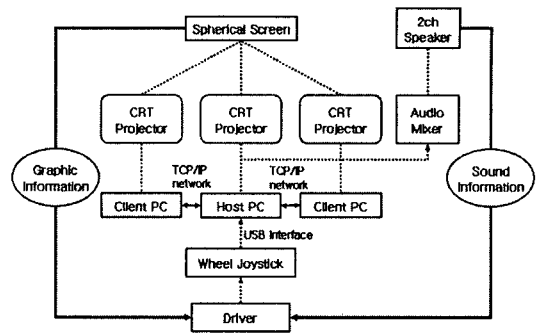 Spherical Screen
2ch
Speaker
CRT
Projector
CRT
Projector
CRT
Projector
Audio
Mixer
Graphic
Information
TCP/IP
network
TCP/IP
network
Sound
Information
Client PC
Host PC
Client PC
USB Interface
Wheel Joystick
Driver